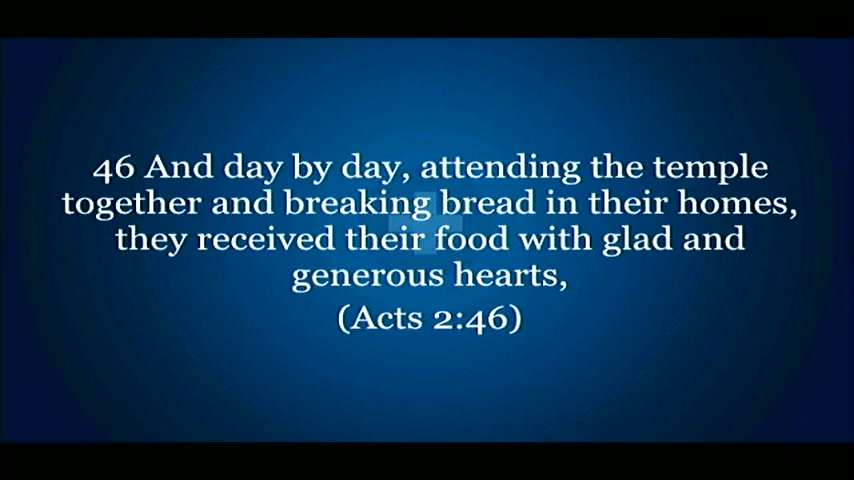 46 And day by day, attending the temple
together and breaking bread in their homes,
they received their food with glad and
generous hearts,
(Acts 2:46)